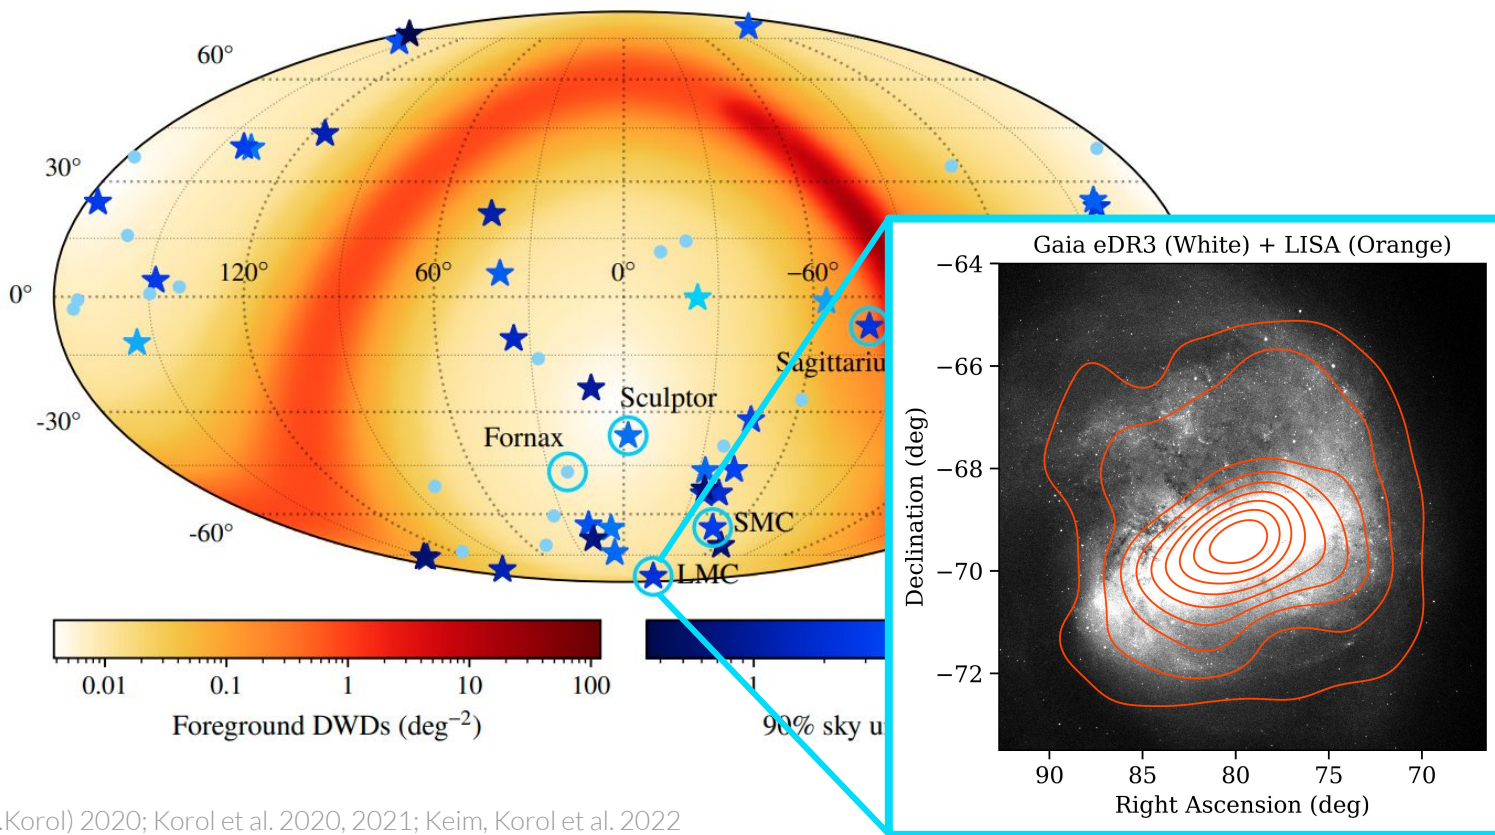 60°
30°
0°
-30°
-60°
120°
60°
0°
−60°
Sagittariu
Sculptor
Fornax
SMC
LMC
0.01
0.1
1
10
100
Foreground DWDs (deg⁻²)
1
90% sky u
Gaia eDR3 (White) + LISA (Orange)
−64
−66
−68
−70
−72
Declination (deg)
90
85
80
75
70
Right Ascension (deg)
.Korol) 2020; Korol et al. 2020, 2021; Keim, Korol et al. 2022